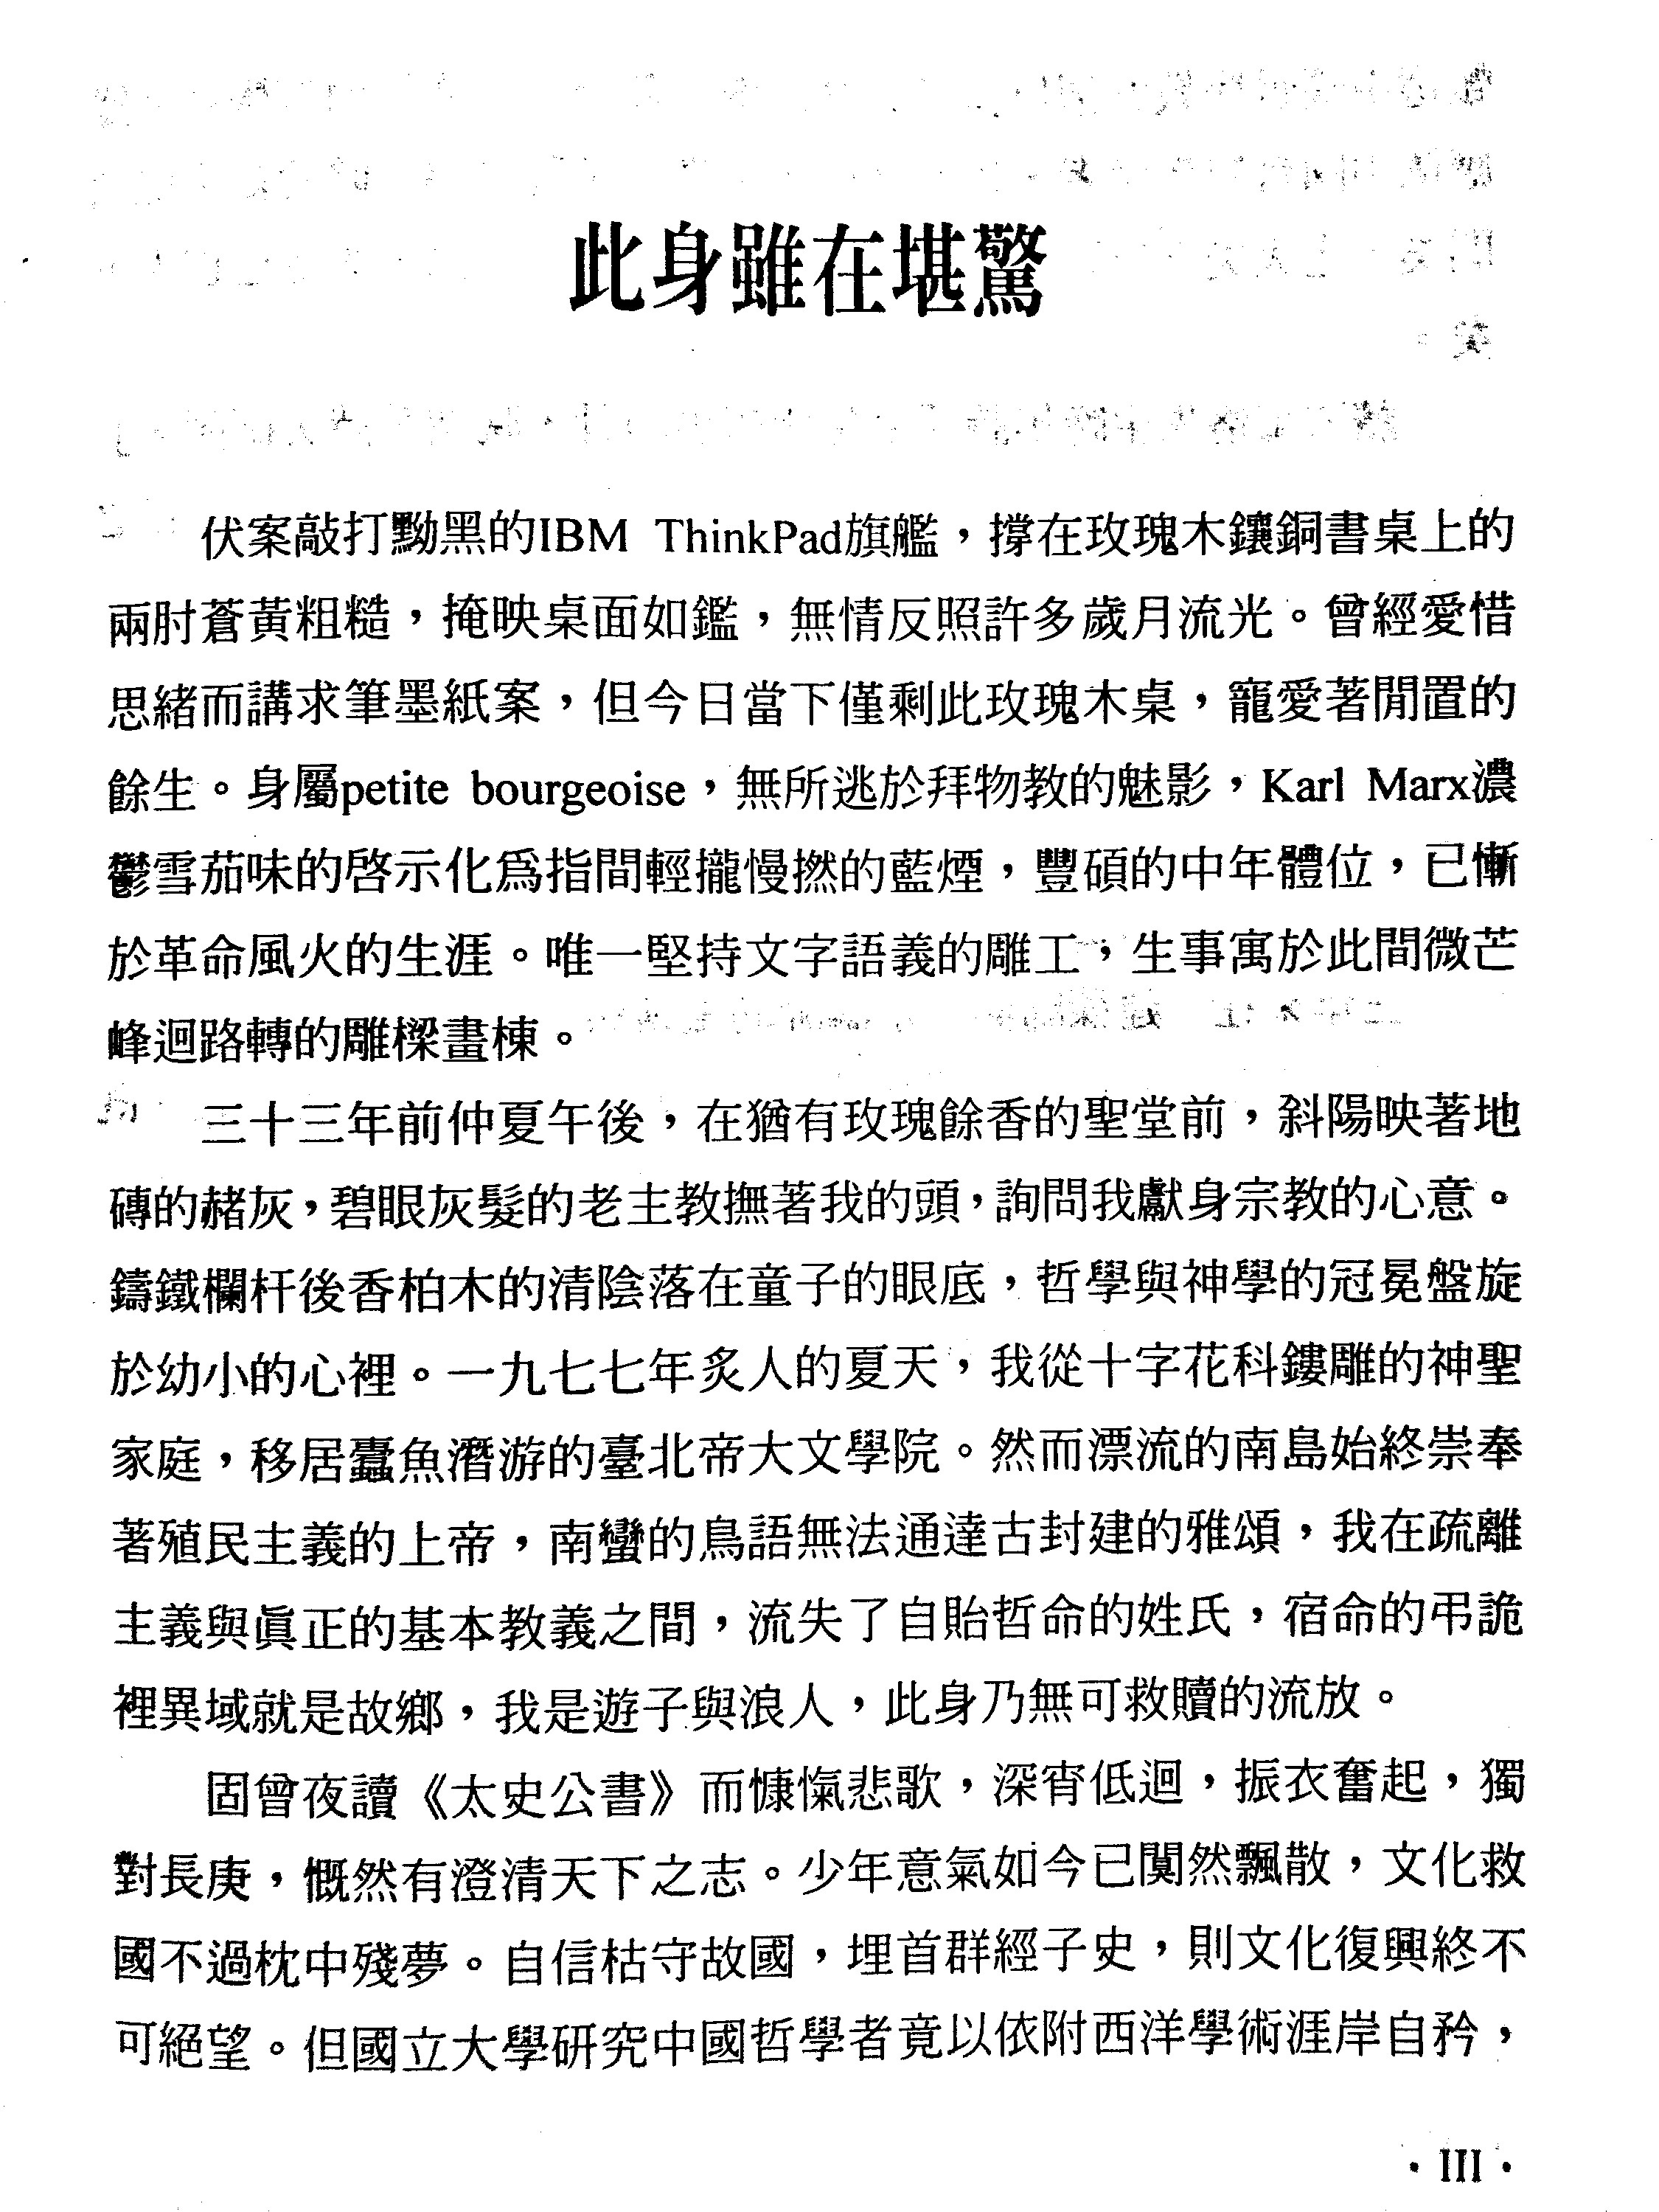 此身雖在堪驚
伏案敲打黝黑的IBM ThinkPad旗艦，撐在玫瑰木鑲銅書桌上的
兩肘蒼黃粗糙，掩映桌面如鑑，無情反照許多歲月流光。曾經愛惜
思緒而講求筆墨紙案，但今日當下僅剩此玫瑰木桌，寵愛著閒置的
餘生。身屬petite bourgeoise，無所逃於拜物教的魅影，Karl Marx濃
鬱雪茄味的啓示化爲指間輕攏慢撚的藍煙，豐碩的中年體位，已慚
於革命風火的生涯。唯一堅持文字語義的雕工，生事寓於此間微芒
峰迴路轉的雕樑畫棟。
三十三年前仲夏午後，在猶有玫瑰餘香的聖堂前，斜陽映著地
磚的赭灰，碧眼灰髮的老主教撫著我的頭，詢問我獻身宗教的心意。
鑄鐵欄杆後香柏木的清陰落在童子的眼底，哲學與神學的冠冕盤旋
於幼小的心裡。一九七七年炙人的夏天，我從十字花科鏤雕的神聖
家庭，移居蠹魚潛游的臺北帝大文學院。然而漂流的南島始終崇奉
著殖民主義的上帝，南蠻的鳥語無法通達古封建的雅頌，我在疏離
主義與眞正的基本教義之間，流失了自貽哲命的姓氏，宿命的弔詭
裡異域就是故鄉，我是遊子與浪人，此身乃無可救贖的流放。
固曾夜讀《太史公書》而慷愾悲歌，深宵低迴，振衣奮起，獨
對長庚，慨然有澄清天下之志。少年意氣如今已闃然飄散，文化救
國不過枕中殘夢。自信枯守故國，埋首群經子史，則文化復興終不
可絕望。但國立大學研究中國哲學者竟以依附西洋學術涯岸自矜，
• III •